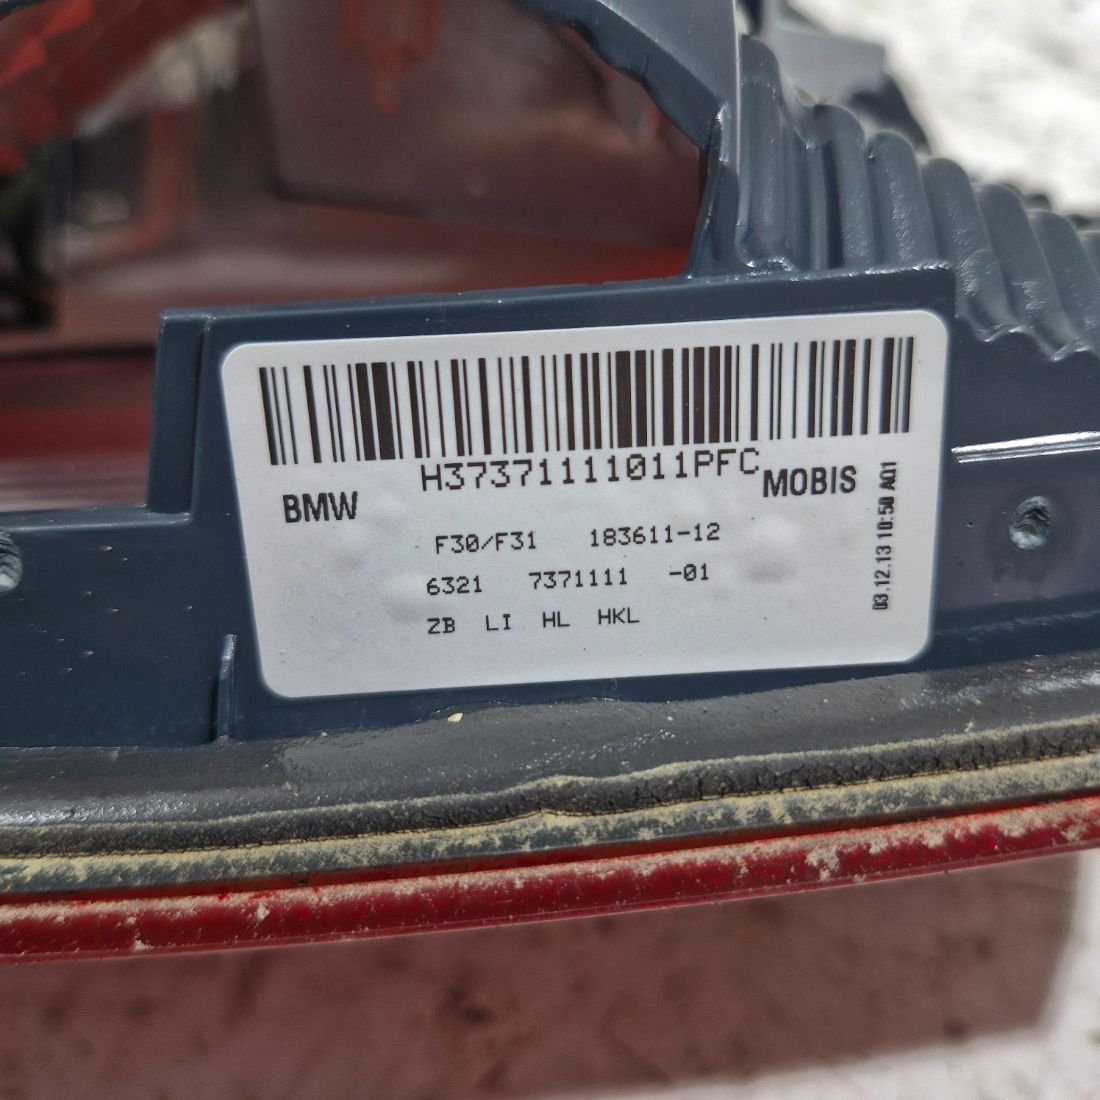 H37371111011PFC
BMW
MOBIS
F30/F31 183611-12
6321 7371111 -01
ZB LI HL HKL
03.12.13 10:50 A01